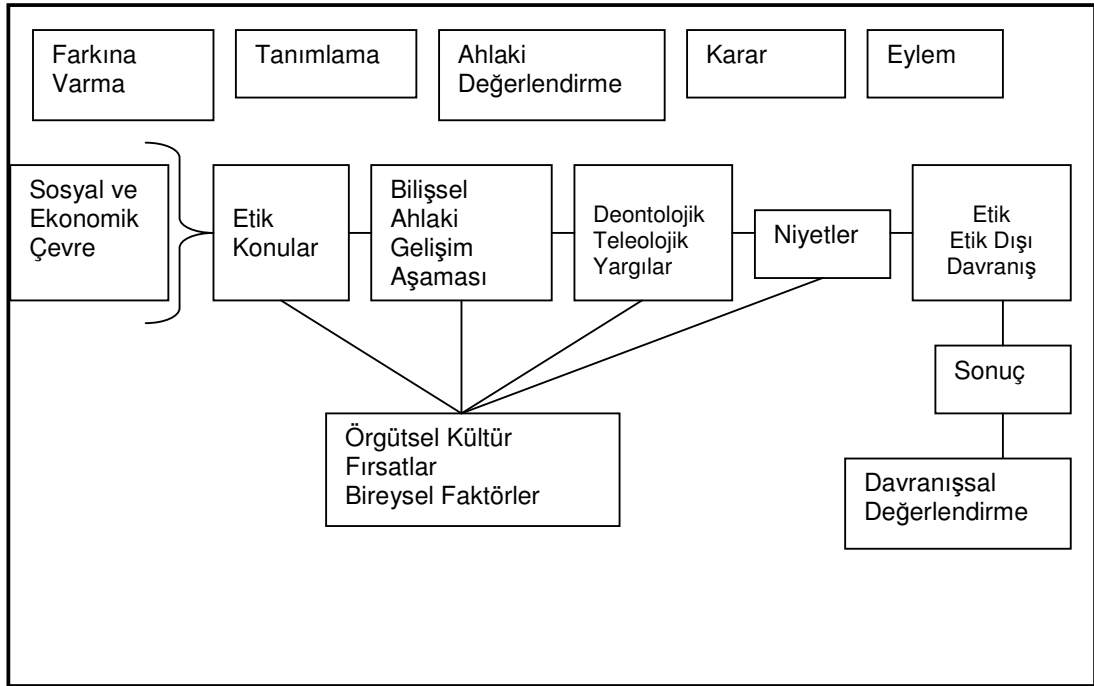 Farkına
Varma
Tanımlama
Ahlaki
Değerlendirme
Karar
Eylem
Sosyal ve
Ekonomik
Çevre
Etik
Konular
Bilişsel
Ahlaki
Gelişim
Aşaması
Deontolojik
Teleolojik
Yargılar
Niyetler
Etik
Etik Dışı
Davranış
Sonuç
Örgütsel Kültür
Fırsatlar
Bireysel Faktörler
Davranışsal
Değerlendirme